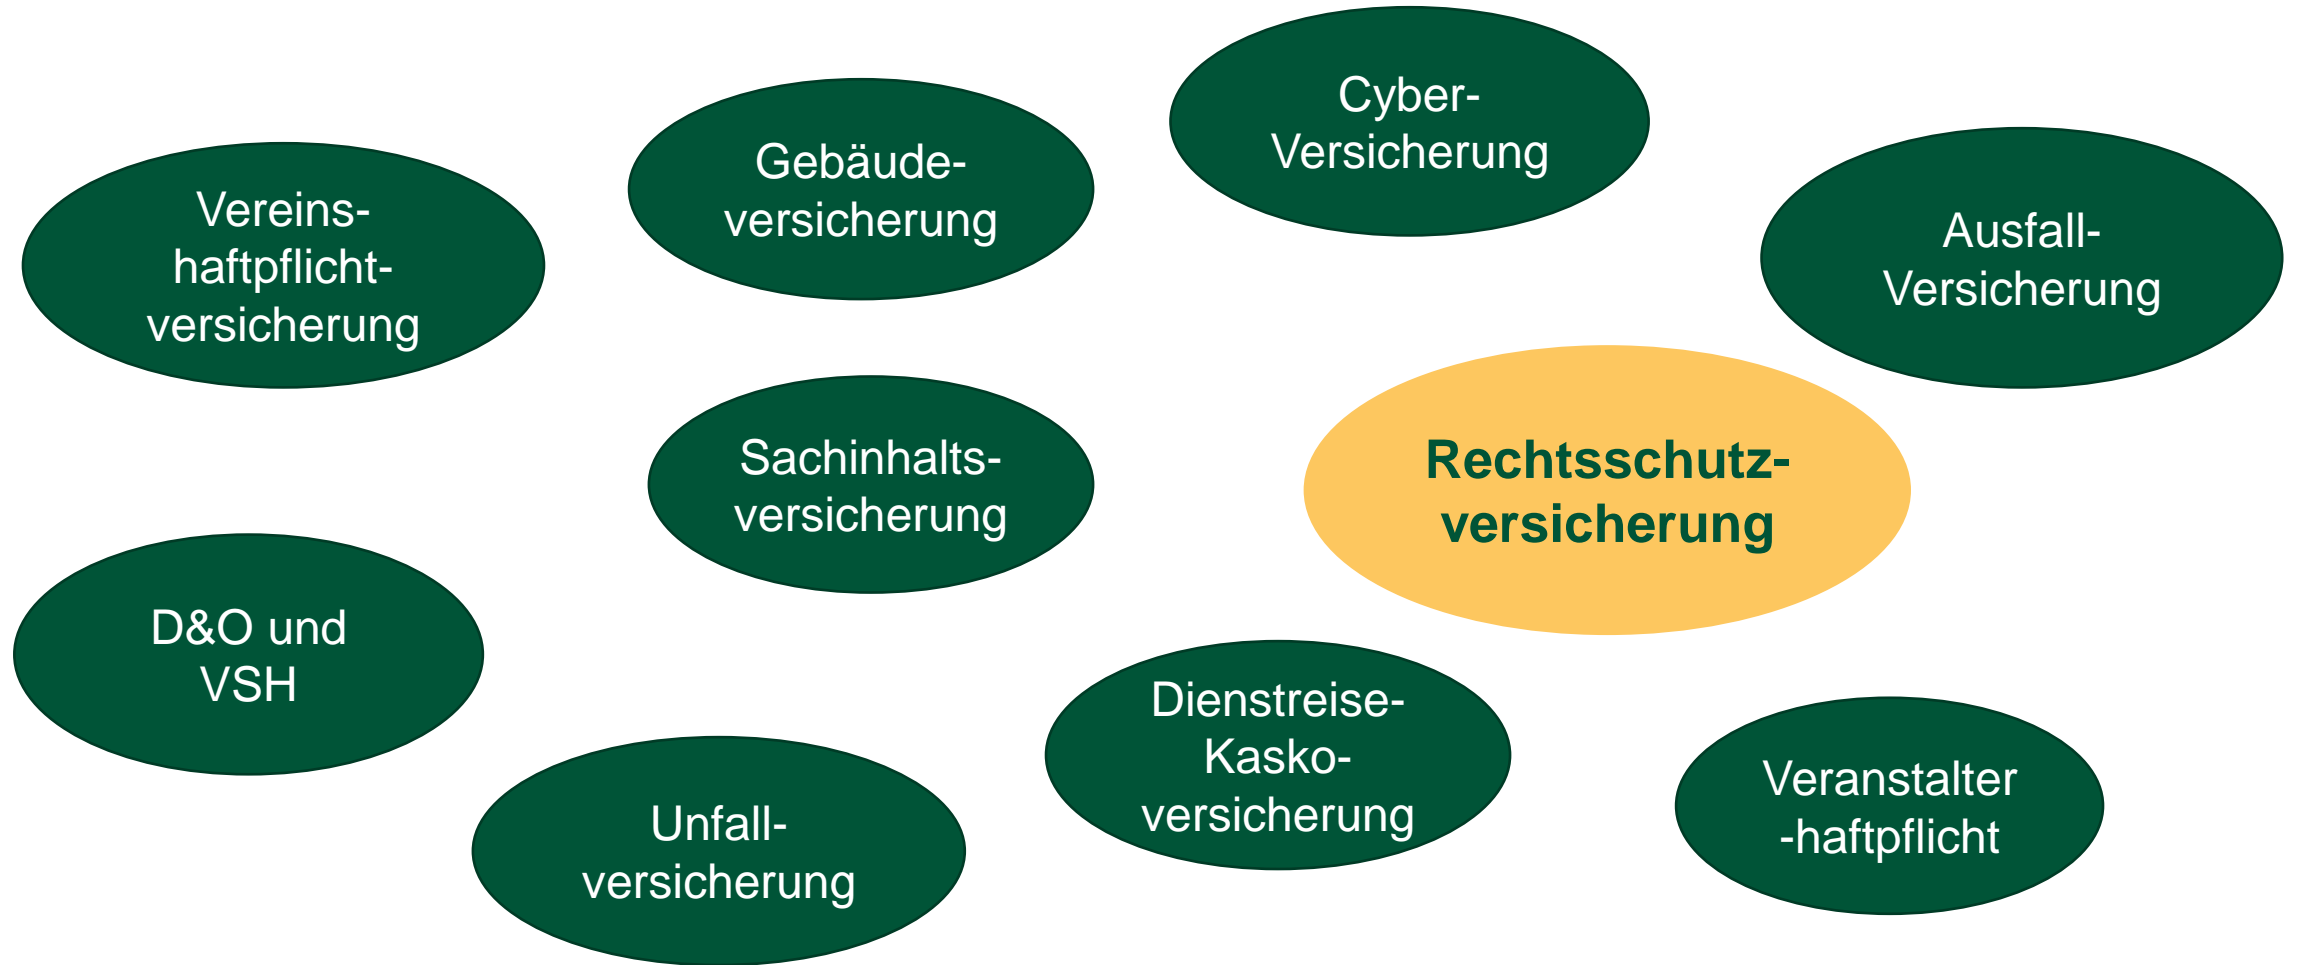 Cyber-
Versicherung
Gebäude-
versicherung
Vereins-
haftpflicht-
versicherung
Ausfall-
Versicherung
Sachinhalts-
versicherung
Rechtsschutz-
versicherung
D&O und
VSH
Dienstreise-
Kasko-
versicherung
Unfall-
versicherung
Veranstalter
-haftpflicht